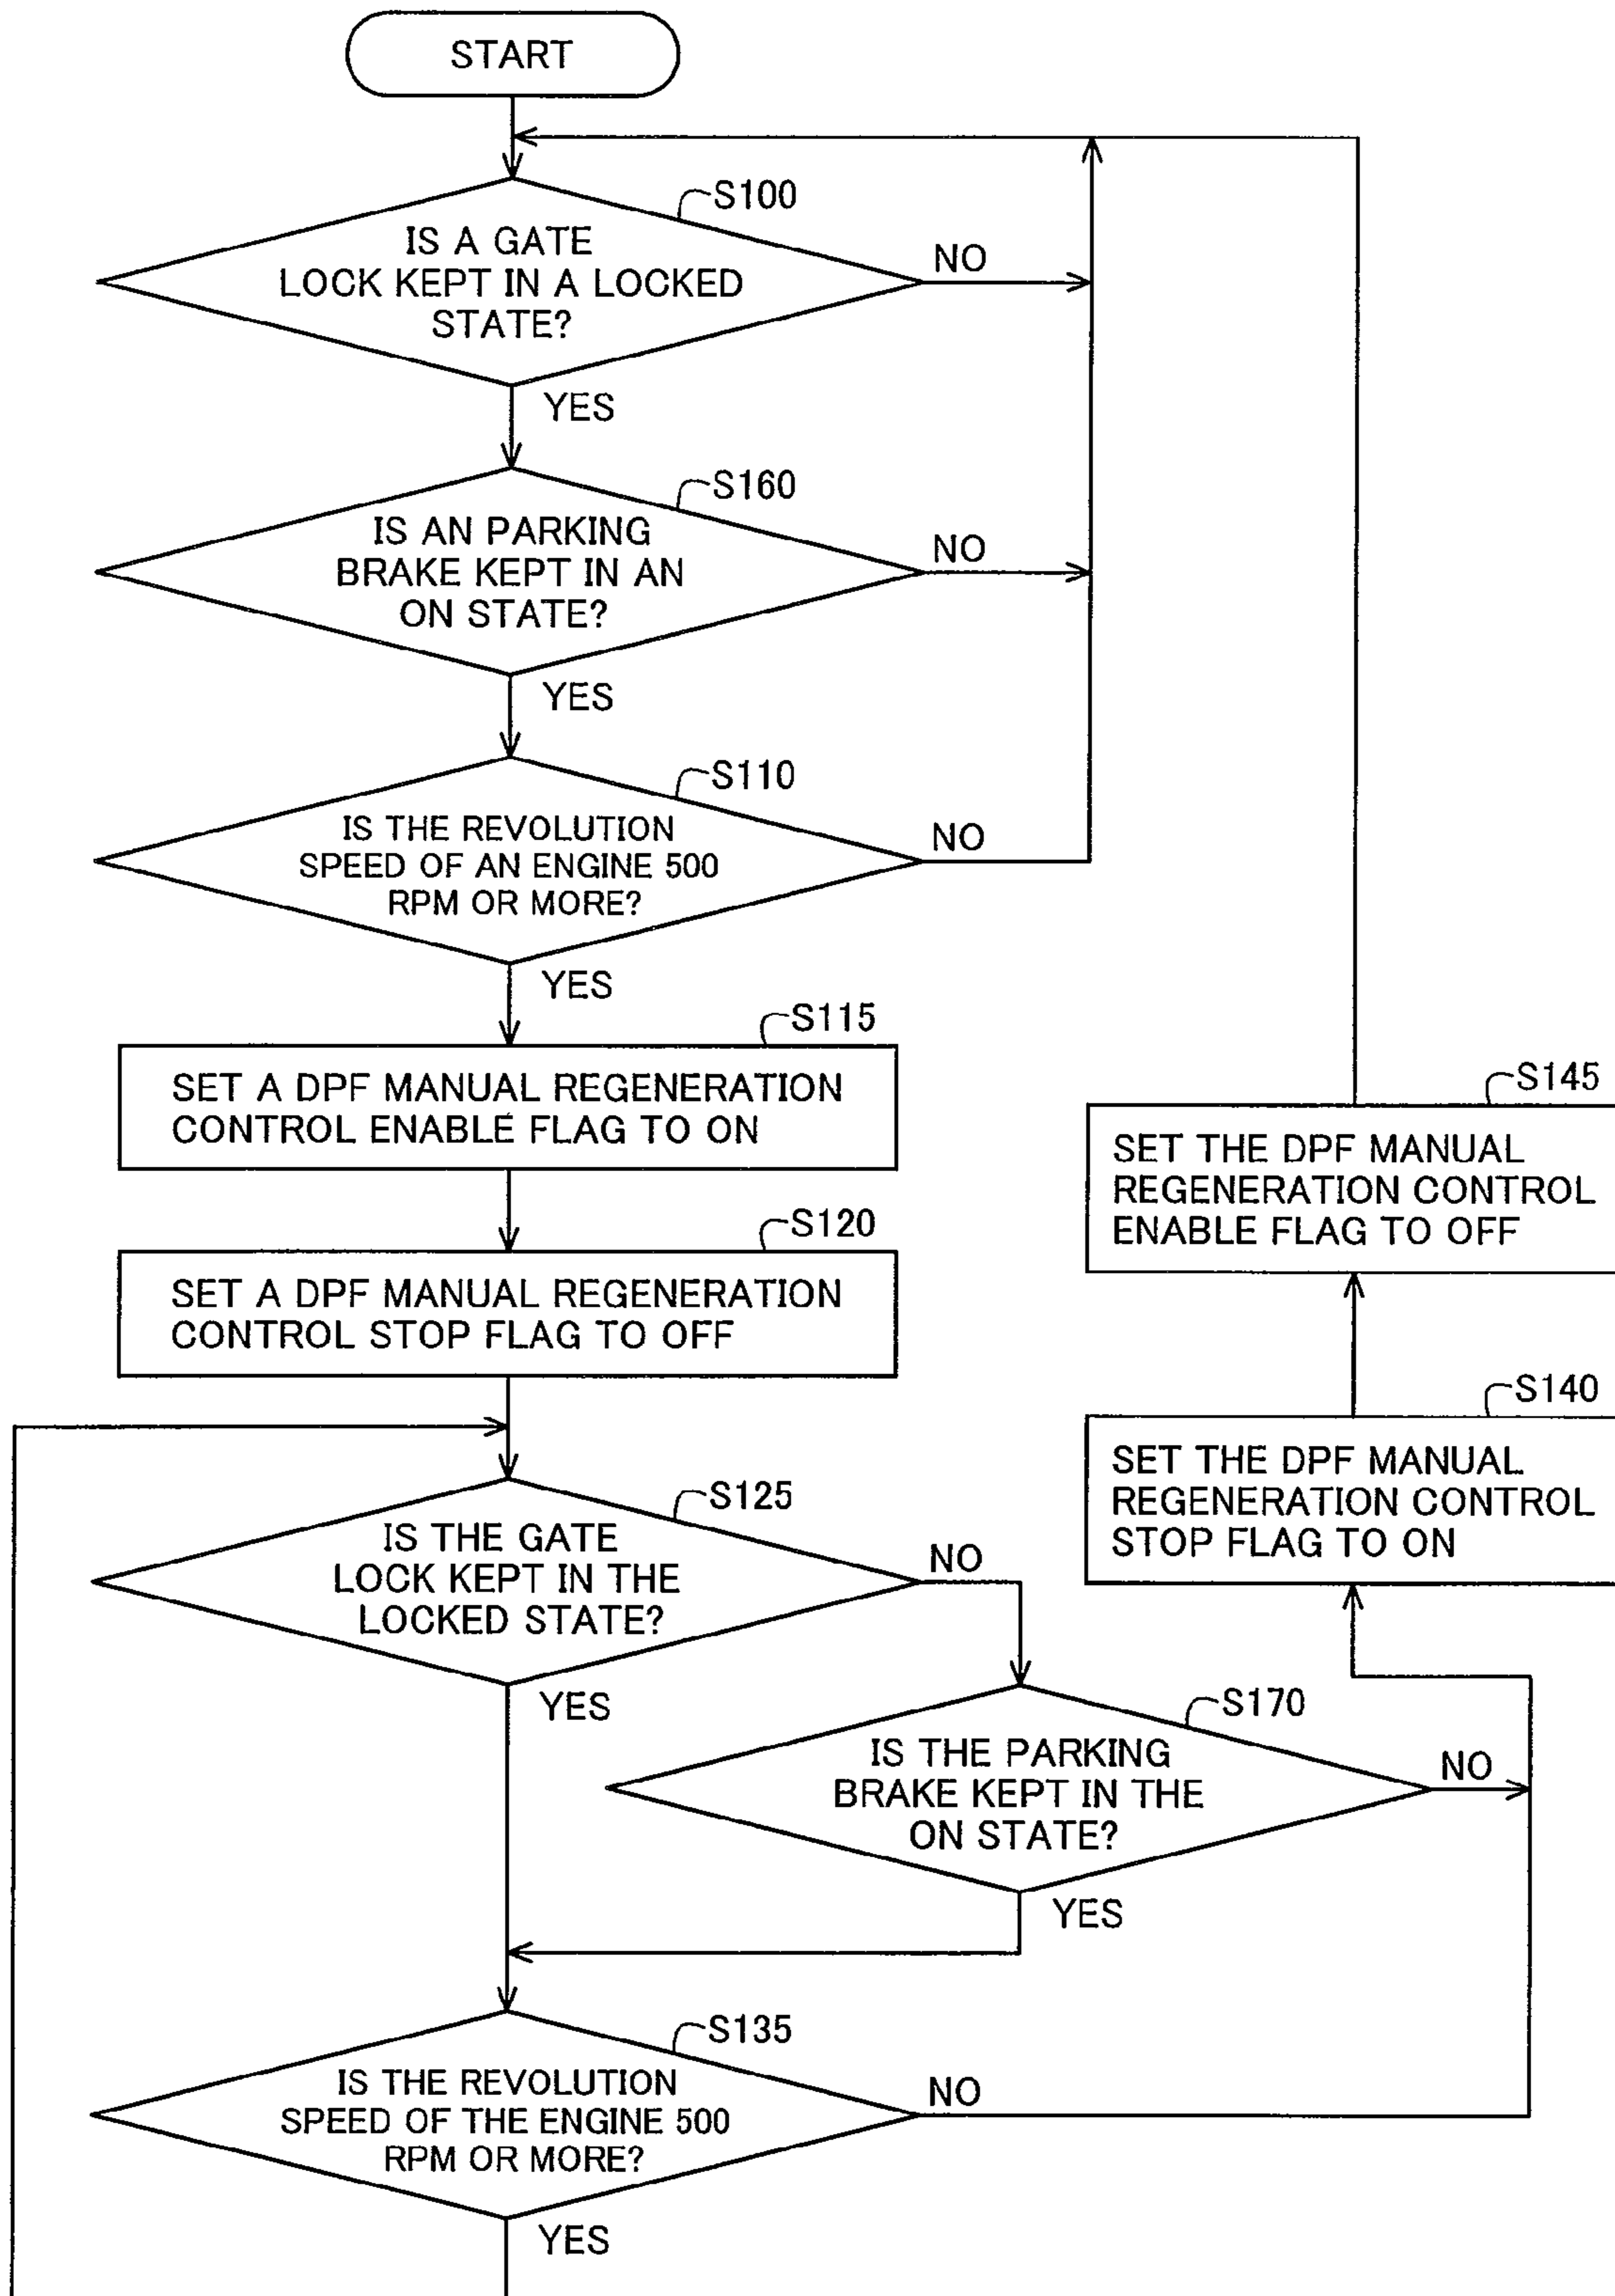 START
S100
IS A GATE
LOCK KEPT IN A LOCKED
STATE?
NO
YES
S160
IS AN PARKING
BRAKE KEPT IN AN
ON STATE?
NO
YES
S110
IS THE REVOLUTION
SPEED OF AN ENGINE 500
RPM OR MORE?
NO
YES
S115
SET A DPF MANUAL REGENERATION
CONTROL ENABLE FLAG TO ON
S120
SET A DPF MANUAL REGENERATION
CONTROL STOP FLAG TO OFF
S125
IS THE GATE
LOCK KEPT IN THE
LOCKED STATE?
NO
YES
S170
IS THE PARKING
BRAKE KEPT IN THE
ON STATE?
NO
YES
S135
IS THE REVOLUTION
SPEED OF THE ENGINE 500
RPM OR MORE?
NO
YES
S140
SET THE DPF MANUAL
REGENERATION CONTROL
STOP FLAG TO ON
S145
SET THE DPF MANUAL
REGENERATION CONTROL
ENABLE FLAG TO OFF